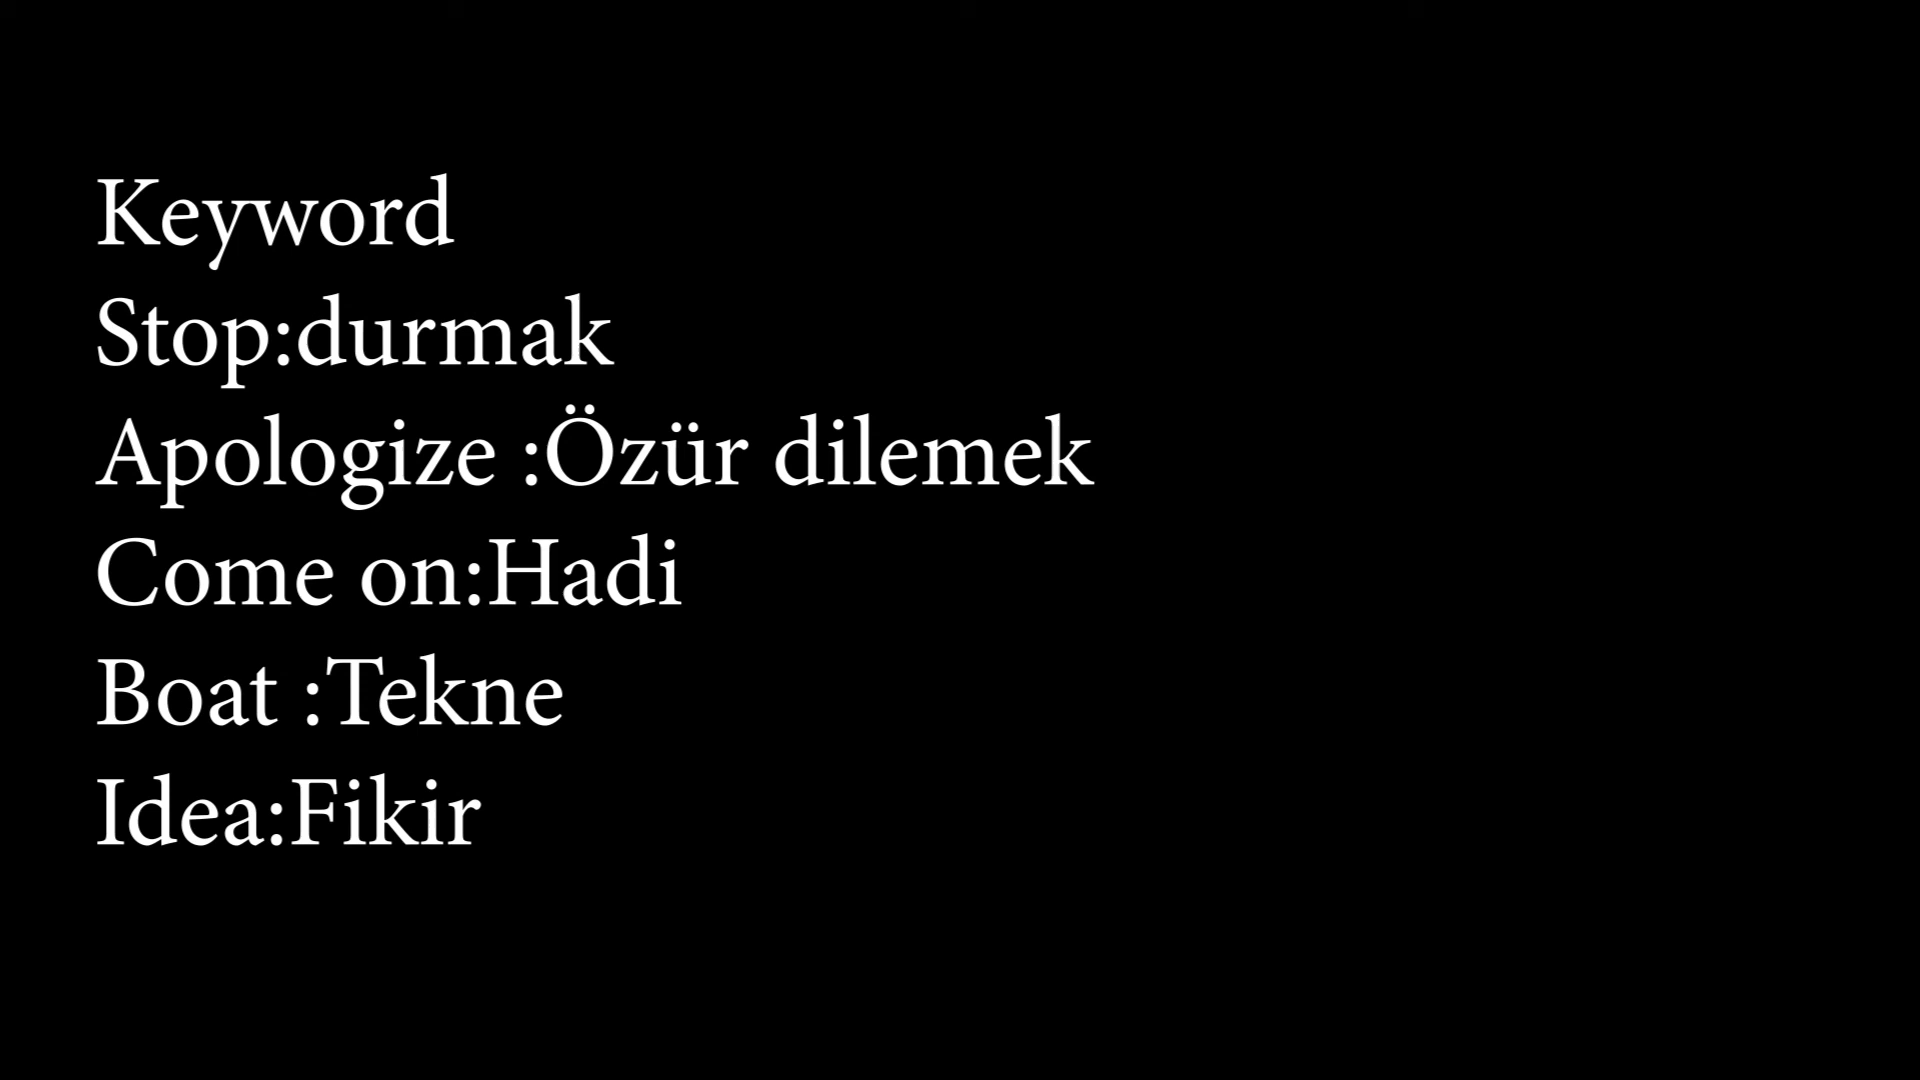 Keyword
Stop:durmak
Apologize :Özür dilemek
Come on:Hadi
Boat :Tekne
Idea:Fikir